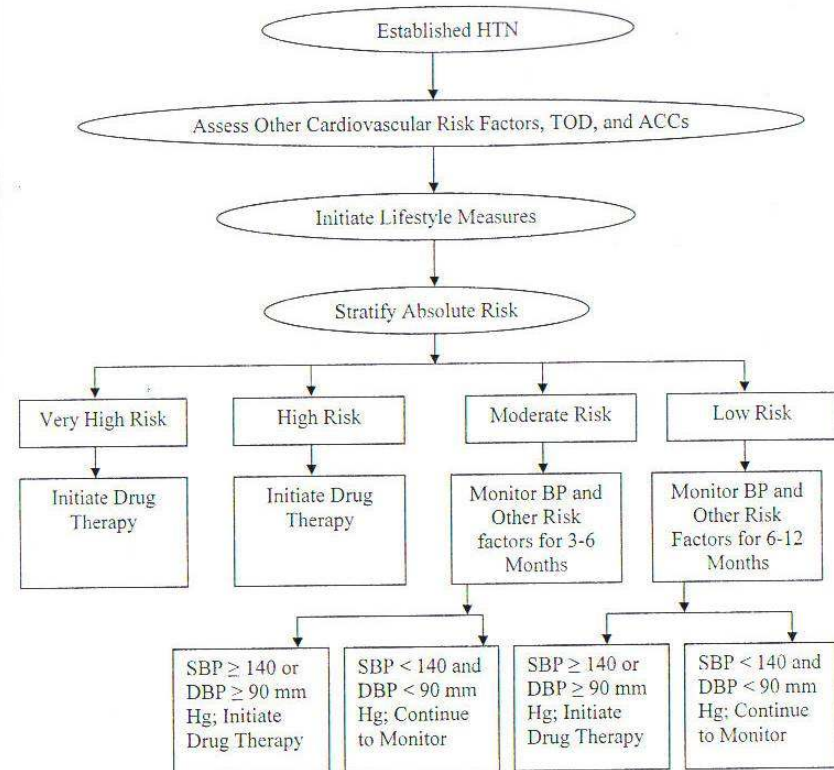 Established HTN
Assess Other Cardiovascular Risk Factors, TOD, and ACCs
Initiate Lifestyle Measures
Stratify Absolute Risk
Very High Risk
High Risk
Moderate Risk
Low Risk
Initiate Drug
Therapy
Initiate Drug
Therapy
Monitor BP and
Other Risk
factors for 3-6
Months
Monitor BP and
Other Risk
Factors for 6-12
Months
SBP ≥ 140 or
DBP ≥ 90 mm
Hg; Initiate
Drug Therapy
SBP < 140 and
DBP < 90 mm
Hg; Continue
to Monitor
SBP ≥ 140 or
DBP ≥ 90 mm
Hg; Initiate
Drug Therapy
SBP < 140 and
DBP < 90 mm
Hg; Continue
to Monitor